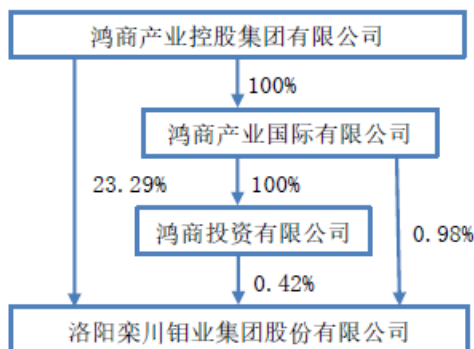 鸿商产业控股集团有限公司
100%
鸿商产业国际有限公司
23.29%
100%
鸿商投资有限公司
0.98%
0.42%
洛阳栾川钼业集团股份有限公司